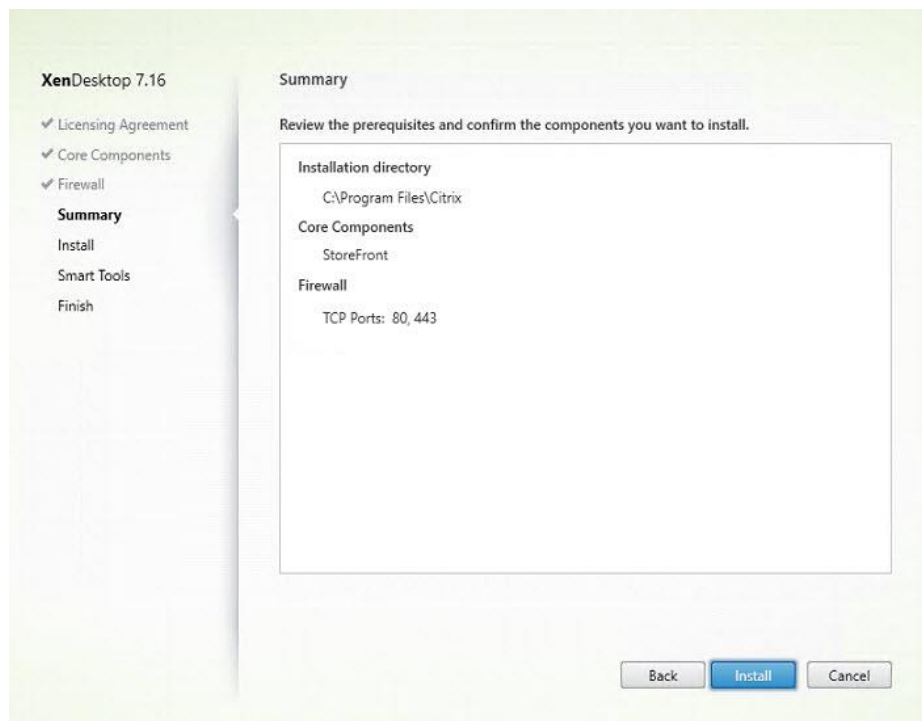 XenDesktop 7.16
Licensing Agreement
Core Components
Firewall
Summary
Install
Smart Tools
Finish
Summary
Review the prerequisites and confirm the components you want to install.
Installation directory
C:\Program Files\Citrix
Core Components
StoreFront
Firewall
TCP Ports: 80, 443
Back
Install
Cancel